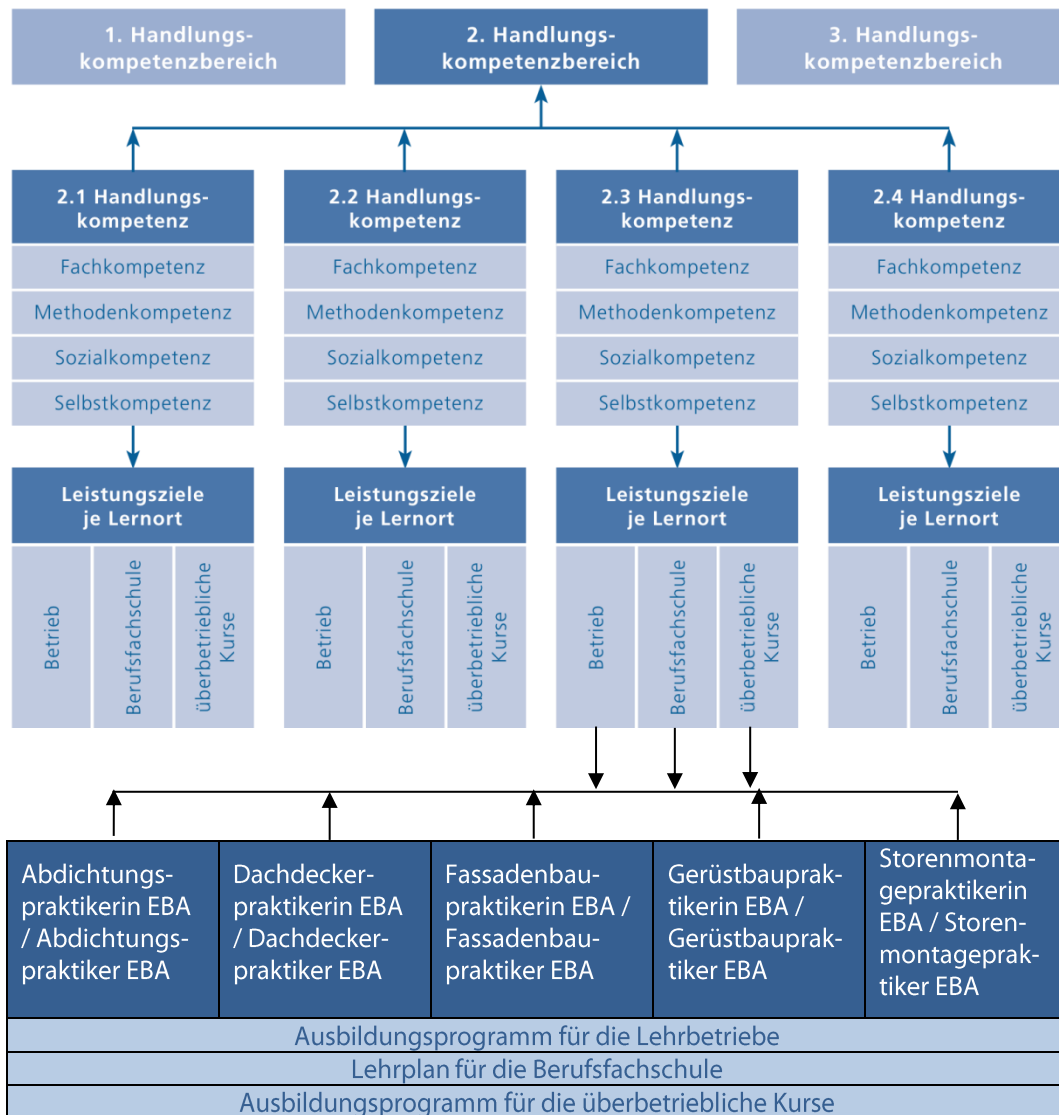 1. Handlungs-
kompetenzbereich
2. Handlungs-
kompetenzbereich
3. Handlungs-
kompetenzbereich
2.1 Handlungs-
kompetenz
Fachkompetenz
Methodenkompetenz
Sozialkompetenz
Selbstkompetenz
Leistungsziele
je Lernort
Betrieb
Berufsfachschule
überbetriebliche
Kurse
2.2 Handlungs-
kompetenz
Fachkompetenz
Methodenkompetenz
Sozialkompetenz
Selbstkompetenz
Leistungsziele
je Lernort
Betrieb
Berufsfachschule
überbetriebliche
Kurse
2.3 Handlungs-
kompetenz
Fachkompetenz
Methodenkompetenz
Sozialkompetenz
Selbstkompetenz
Leistungsziele
je Lernort
Betrieb
Berufsfachschule
überbetriebliche
Kurse
2.4 Handlungs-
kompetenz
Fachkompetenz
Methodenkompetenz
Sozialkompetenz
Selbstkompetenz
Leistungsziele
je Lernort
Betrieb
Berufsfachschule
überbetriebliche
Kurse
Abdichtungs-
praktikerin EBA
/ Abdichtungs-
praktiker EBA
Dachdecker-
praktikerin EBA
/ Dachdecker-
praktiker EBA
Fassadenbau-
praktikerin EBA /
Fassadenbau-
praktiker EBA
Gerüstbauprak-
tikerin EBA /
Gerüstbauprak-
tiker EBA
Storenmonta-
gepraktikerin
EBA / Storen-
montageprak-
tiker EBA
Ausbildungsprogramm für die Lehrbetriebe
Lehrplan für die Berufsfachschule
Ausbildungsprogramm für die überbetriebliche Kurse